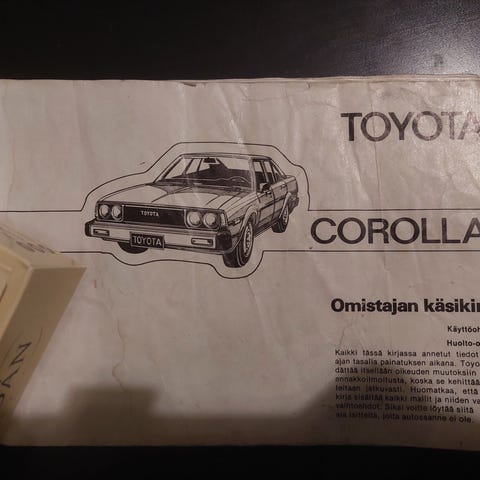 TOYOTA
TOYOTA
TOYOTA
COROLLA
Omistajan käsikir
Käyttöoh
Huolto-o
Kaikki tässä kirjassa annetut tiedot
ajan tasalla painatuksen aikana. Toyo
dättää itsellään oikeuden muutoksiin
ennakkoilmoitusta, koska se kehittää
teitaan jatkuvasti. Huomatkaa, että
kirja sisältää kaikki mallit ja niiden va
vaihtoehdot. Siksi voitte löytää siitä
sia laitteita, joita autossanne ei ole.